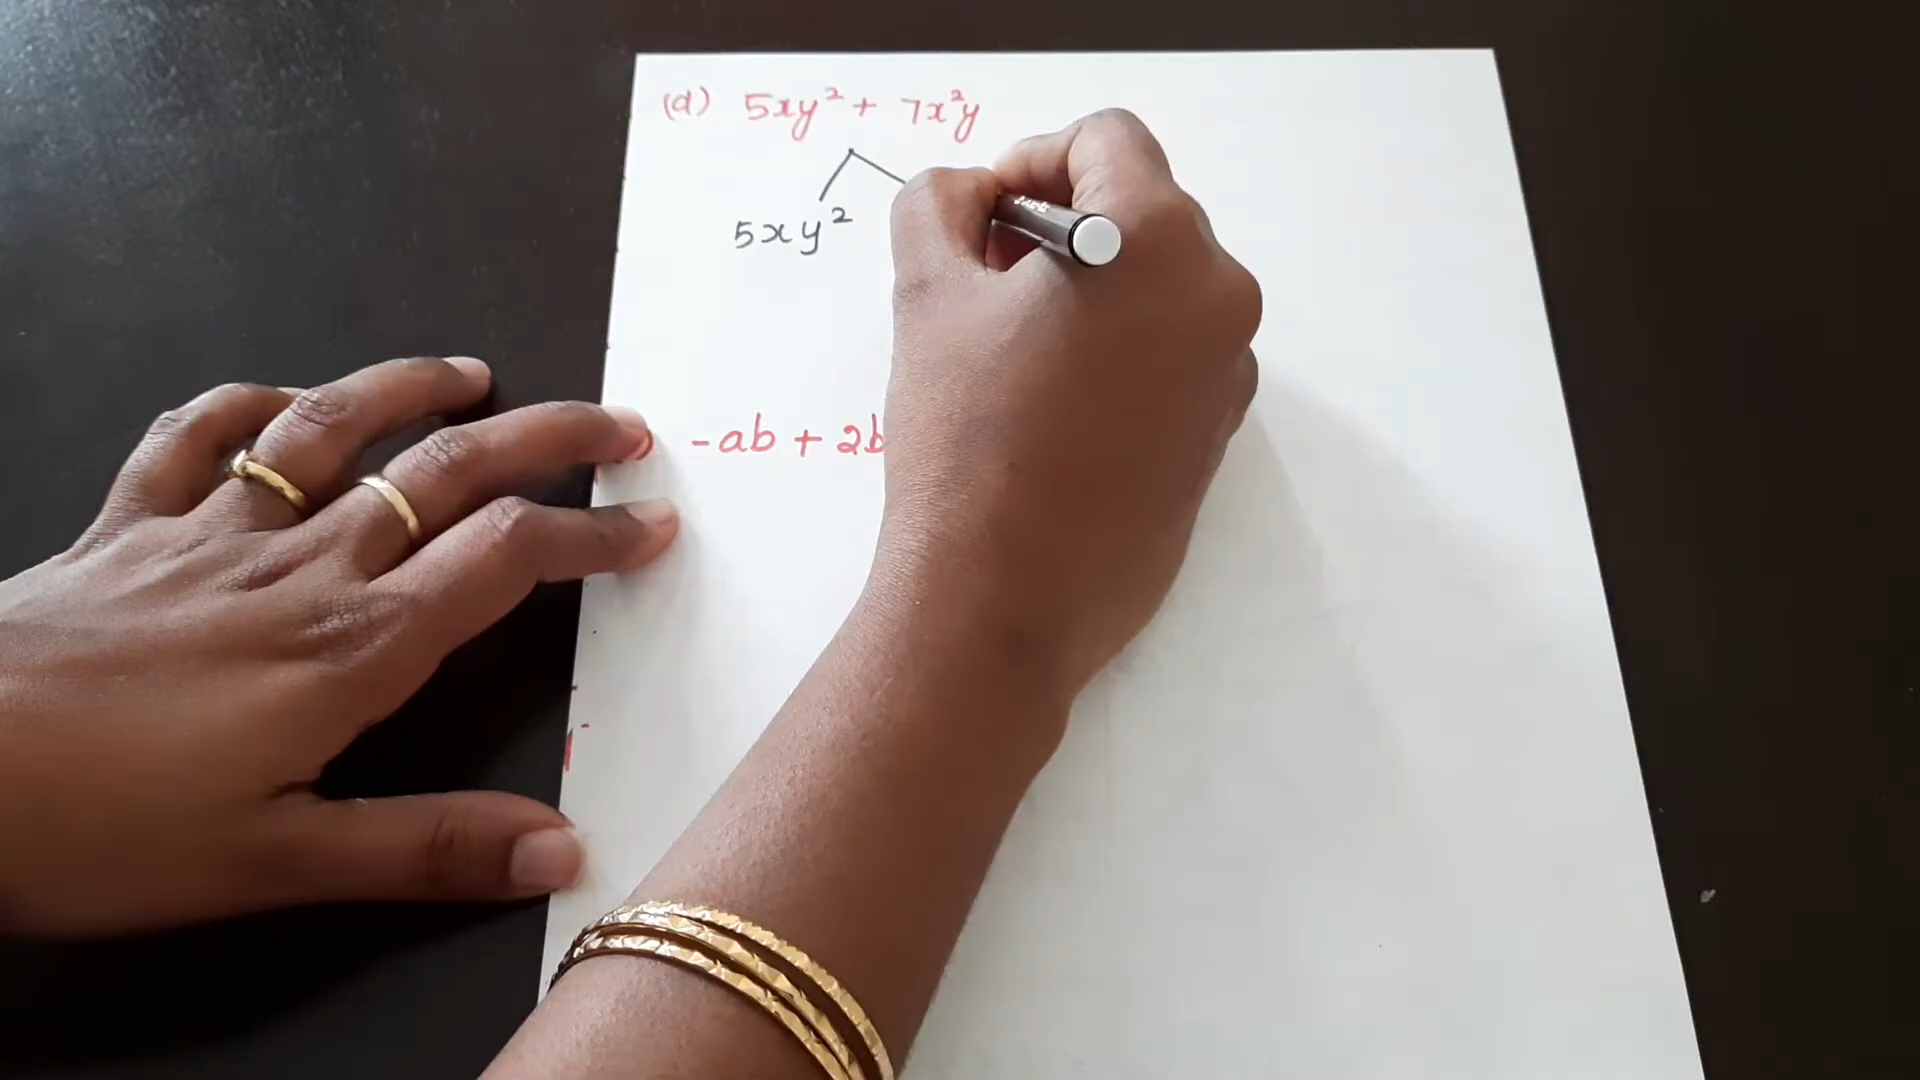 (d) 5xy² + 7x²y
5xy²
) -ab + 2b